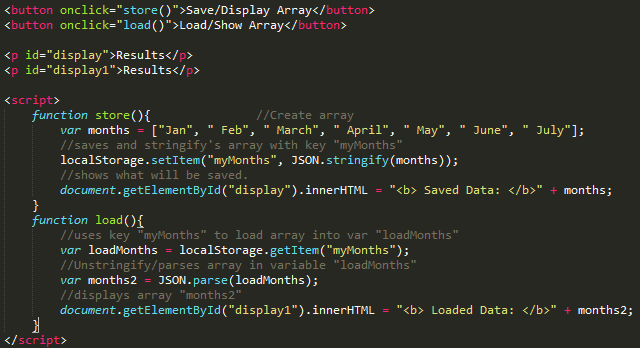 <button onclick="store()">Save/Display Array</button>
<button onclick="load()">Load/Show Array</button>
<p id="display">Results</p>
<p id="display1">Results</p>
<script>
function store(){ //Create array
var months = ["Jan", " Feb", " March", " April", " May", " June", " July"];
//saves and stringify's array with key "myMonths"
localStorage.setItem("myMonths", JSON.stringify(months));
//shows what will be saved.
document.getElementById("display").innerHTML = "<b> Saved Data: </b>" + months;
}
function load(){
//uses key "myMonths" to load array into var "loadMonths"
var loadMonths = localStorage.getItem("myMonths");
//Unstringify/parses array in variable "loadMonths"
var months2 = JSON.parse(loadMonths);
//displays array "months2"
document.getElementById("display1").innerHTML = "<b> Loaded Data: </b>" + months2;
}
</script>